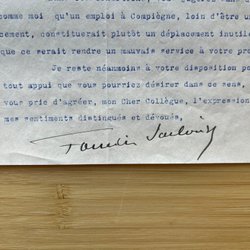 comme moi qu'un emploi à Compiègne, loin d'être un
cement, constituerait plutôt un déplacement inutile
que ce serait rendre un mauvais service à votre pro
Je reste néanmoins à votre disposition po
tout appui que vous pourriez désirer dans ce sens,
vous prie d'agréer, mon Cher Collègue, l'expression
mes sentiments distingués et dévoués,